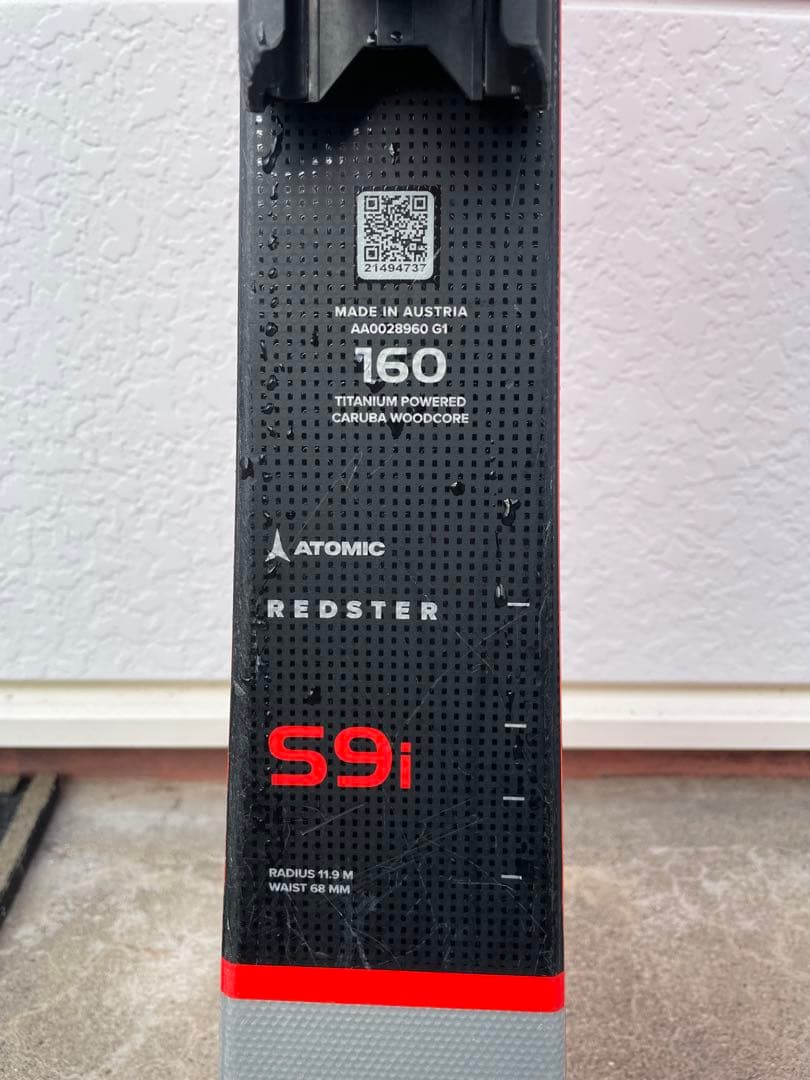 21494737
MADE IN AUSTRIA
AA0028960 G1
160
TITANIUM POWERED
CARUBA WOODCORE
ATOMIC
REDSTER
S9i
RADIUS 11.9 M
WAIST 68 MM